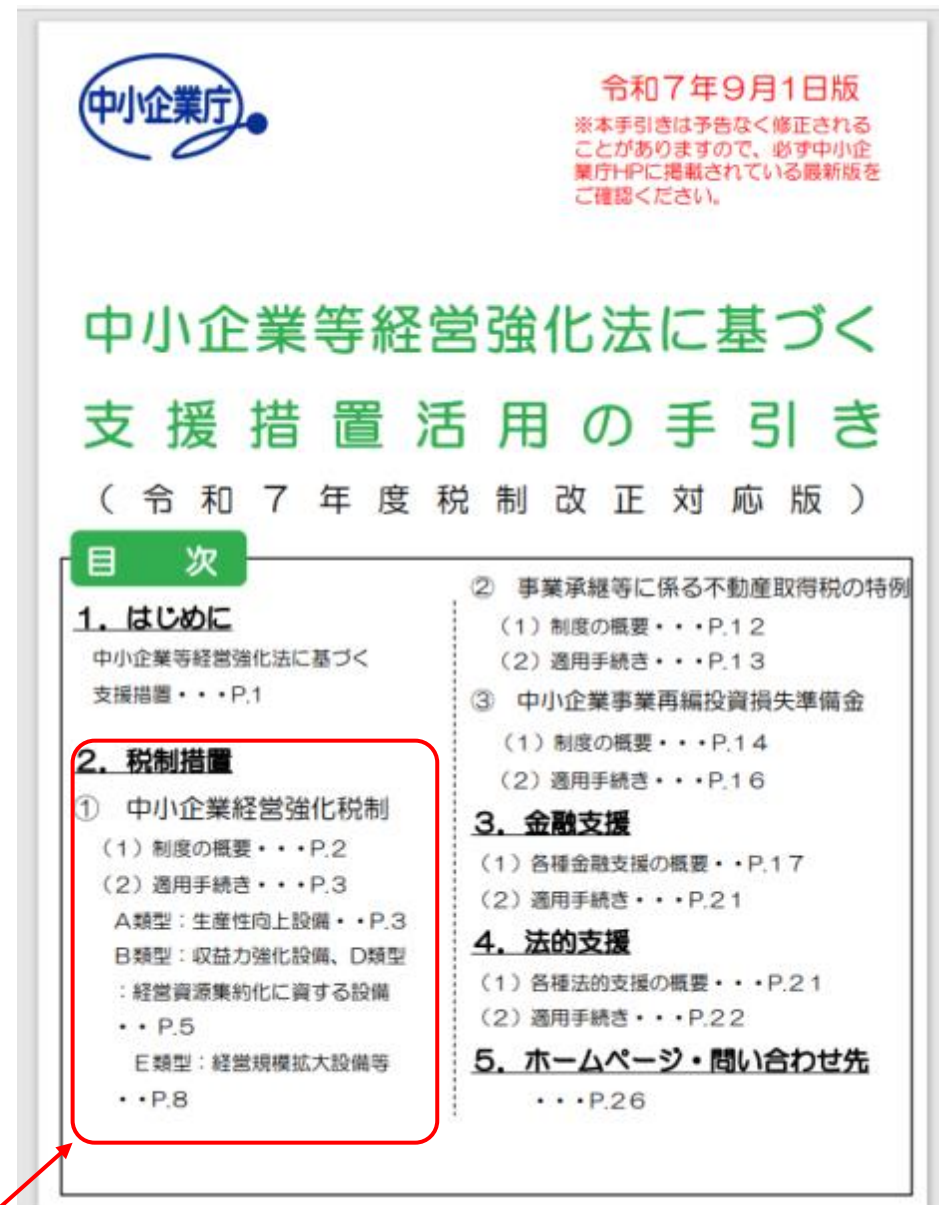 中小企業庁
令和7年9月1日版
※本手引きは予告なく修正される
ことがありますので、必ず中小企
業庁HPに掲載されている最新版を
ご確認ください。
中小企業等経営強化法に基づく
支援措置活用の手引き
（令和7年度税制改正対応版）
目 次
1．はじめに
中小企業等経営強化法に基づく
支援措置・・・P.1
2．税制措置
① 中小企業経営強化税制
（1）制度の概要・・・P.2
（2）適用手続き・・・P.3
A類型：生産性向上設備・・P.3
B類型：収益力強化設備、D類型
：経営資源集約化に資する設備
・・P.5
E類型：経営規模拡大設備等
・・P.8
② 事業承継等に係る不動産取得税の特例
（1）制度の概要・・・P.12
（2）適用手続き・・・P.13
③ 中小企業事業再編投資損失準備金
（1）制度の概要・・・P.14
（2）適用手続き・・・P.16
3．金融支援
（1）各種金融支援の概要・・P.17
（2）適用手続き・・・P.21
4．法的支援
（1）各種法的支援の概要・・・P.21
（2）適用手続き・・・P.22
5．ホームページ・問い合わせ先
・・・P.26